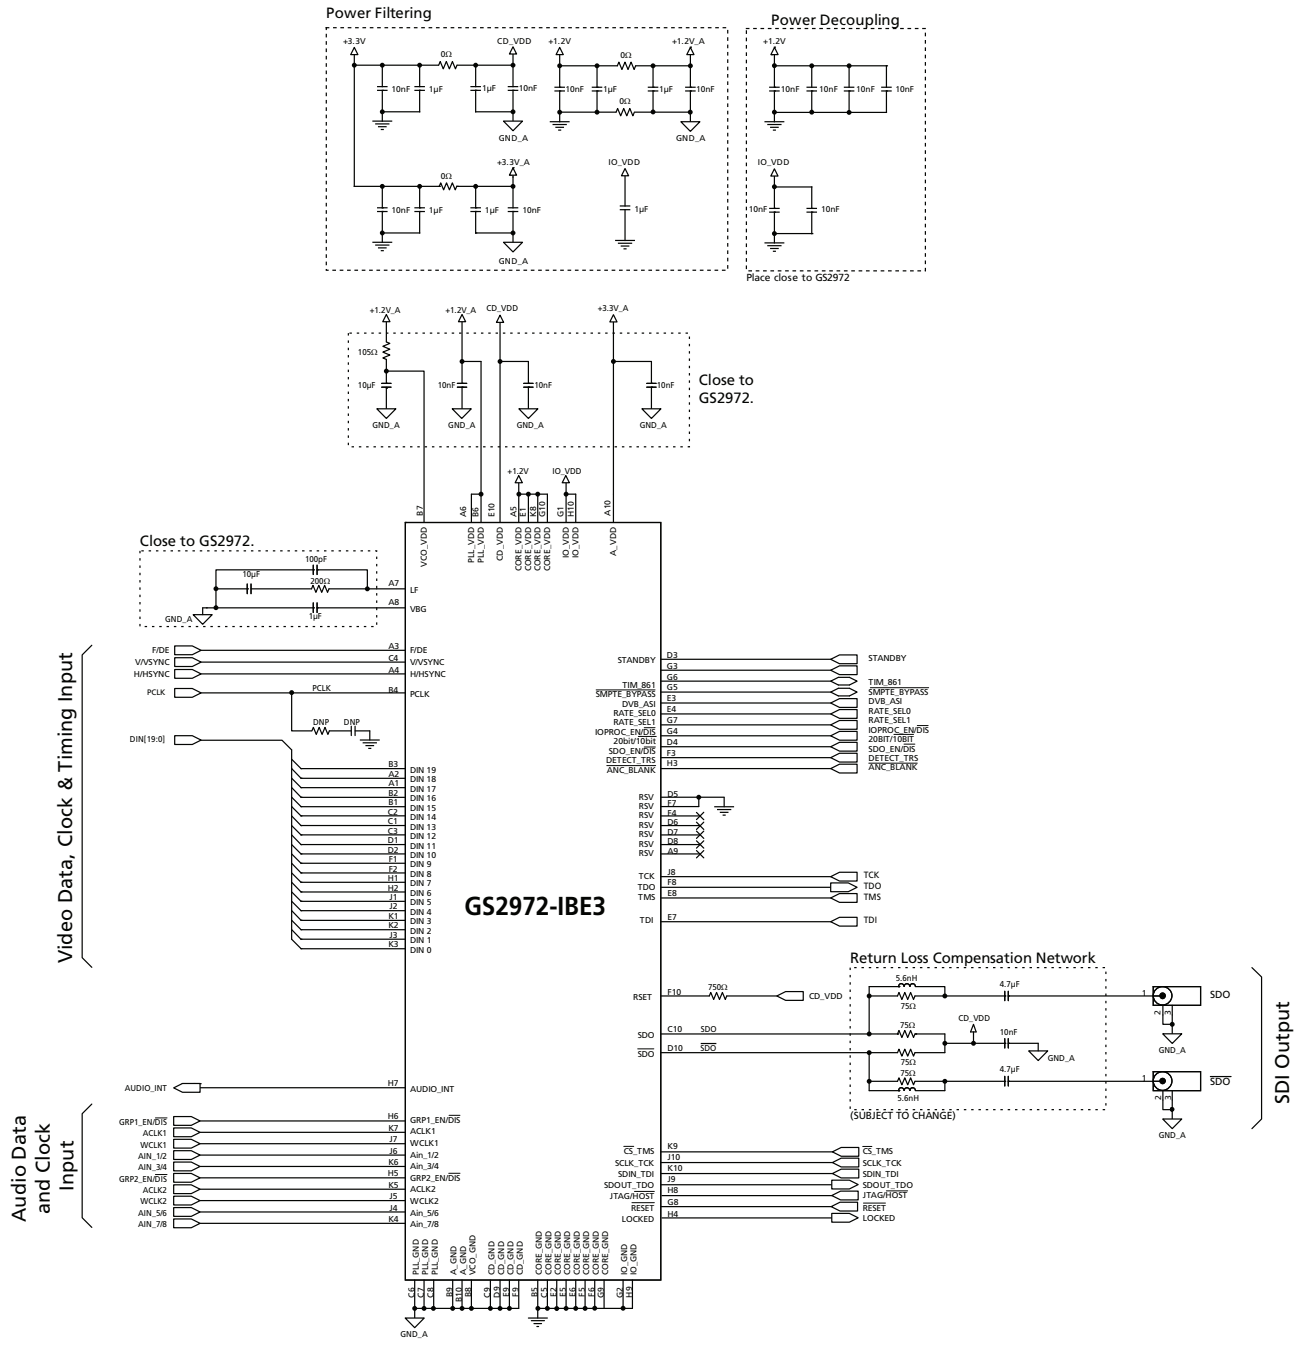 Power Filtering
Power Decoupling
+3.3V
CD_VDD
+1.2V
+1.2V_A
+1.2V
0Ω
0Ω
10nF
1µF
1µF
10nF
10nF
1µF
1µF
10nF
10nF
10nF
10nF
10nF
0Ω
GND_A
GND_A
+3.3V_A
IO_VDD
IO_VDD
0Ω
10nF
1µF
1µF
10nF
1µF
10nF
10nF
GND_A
Place close to GS2972
+1.2V_A
+1.2V_A
CD_VDD
+3.3V_A
105Ω
10µF
10nF
10nF
10nF
Close to
GS2972.
GND_A
GND_A
GND_A
GND_A
+1.2V
IO_VDD
B7
A6
B6
E10
A5
E1
K8
G10
G1
H10
A10
VCO_VDD
PLL_VDD
PLL_VDD
CD_VDD
CORE_VDD
CORE_VDD
CORE_VDD
CORE_VDD
IO_VDD
IO_VDD
A_VDD
Close to GS2972.
100pF
10µF
200Ω
1µF
GND_A
A7
LF
A8
VBG
Video Data, Clock & Timing Input
F/DE
A3
F/DE
V/VSYNC
C4
V/VSYNC
H/HSYNC
A4
H/HSYNC
PCLK
PCLK
B4
PCLK
DNP
DNP
DIN[19:0]
B3
DIN 19
A2
DIN 18
A1
DIN 17
B2
DIN 16
B1
DIN 15
C2
DIN 14
C1
DIN 13
C3
DIN 12
D1
DIN 11
D2
DIN 10
F1
DIN 9
F2
DIN 8
H1
DIN 7
H2
DIN 6
J1
DIN 5
J2
DIN 4
K1
DIN 3
K2
DIN 2
J3
DIN 1
K3
DIN 0
GS2972-IBE3
STANDBY
D3
STANDBY
G3
TIM_861
G6
TIM_861
SMPTE_BYPASS
G5
SMPTE_BYPASS
DVB_ASI
E3
DVB_ASI
RATE_SEL0
E4
RATE_SEL0
RATE_SEL1
G7
RATE_SEL1
IOPROC_EN/DIS
G4
IOPROC_EN/DIS
20bit/10bit
D4
20BIT/10BIT
SDO_EN/DIS
F3
SDO_EN/DIS
DETECT_TRS
H3
DETECT_TRS
ANC_BLANK
ANC_BLANK
RSV
D5
RSV
F7
RSV
F4
RSV
D6
RSV
D7
RSV
D8
RSV
A9
TCK
J8
TCK
TDO
F8
TDO
TMS
E8
TMS
TDI
E7
TDI
Return Loss Compensation Network
RSET
F10
750Ω
CD_VDD
5.6nH
75Ω
4.7µF
1
SDO
2
3
GND_A
SDO
C10
SDO
75Ω
CD_VDD
10nF
GND_A
SDO
D10
SDO
75Ω
75Ω
5.6nH
4.7µF
1
SDO
2
3
GND_A
(SUBJECT TO CHANGE)
SDI Output
AUDIO_INT
H7
AUDIO_INT
Audio Data
and Clock
Input
GRP1_EN/DIS
H6
GRP1_EN/DIS
ACLK1
K7
ACLK1
WCLK1
J7
WCLK1
AIN_1/2
J6
Ain_1/2
AIN_3/4
K6
Ain_3/4
GRP2_EN/DIS
H5
GRP2_EN/DIS
ACLK2
K5
ACLK2
WCLK2
J5
WCLK2
AIN_5/6
J4
Ain_5/6
AIN_7/8
K4
Ain_7/8
CS_TMS
K9
CS_TMS
SCLK_TCK
J10
SCLK_TCK
SDIN_TDI
K10
SDIN_TDI
SDOUT_TDO
J9
SDOUT_TDO
JTAG/HOST
H8
JTAG/HOST
RESET
G8
RESET
LOCKED
H4
LOCKED
PLL_GND
PLL_GND
PLL_GND
A_GND
A_GND
VCO_GND
CD_GND
CD_GND
CD_GND
CD_GND
CORE_GND
CORE_GND
CORE_GND
CORE_GND
CORE_GND
CORE_GND
CORE_GND
CORE_GND
IO_GND
IO_GND
C6
C7
C8
B9
B10
B8
C9
D9
E9
F9
B5
C5
E2
E5
E6
F5
F6
G9
G2
H9
GND_A